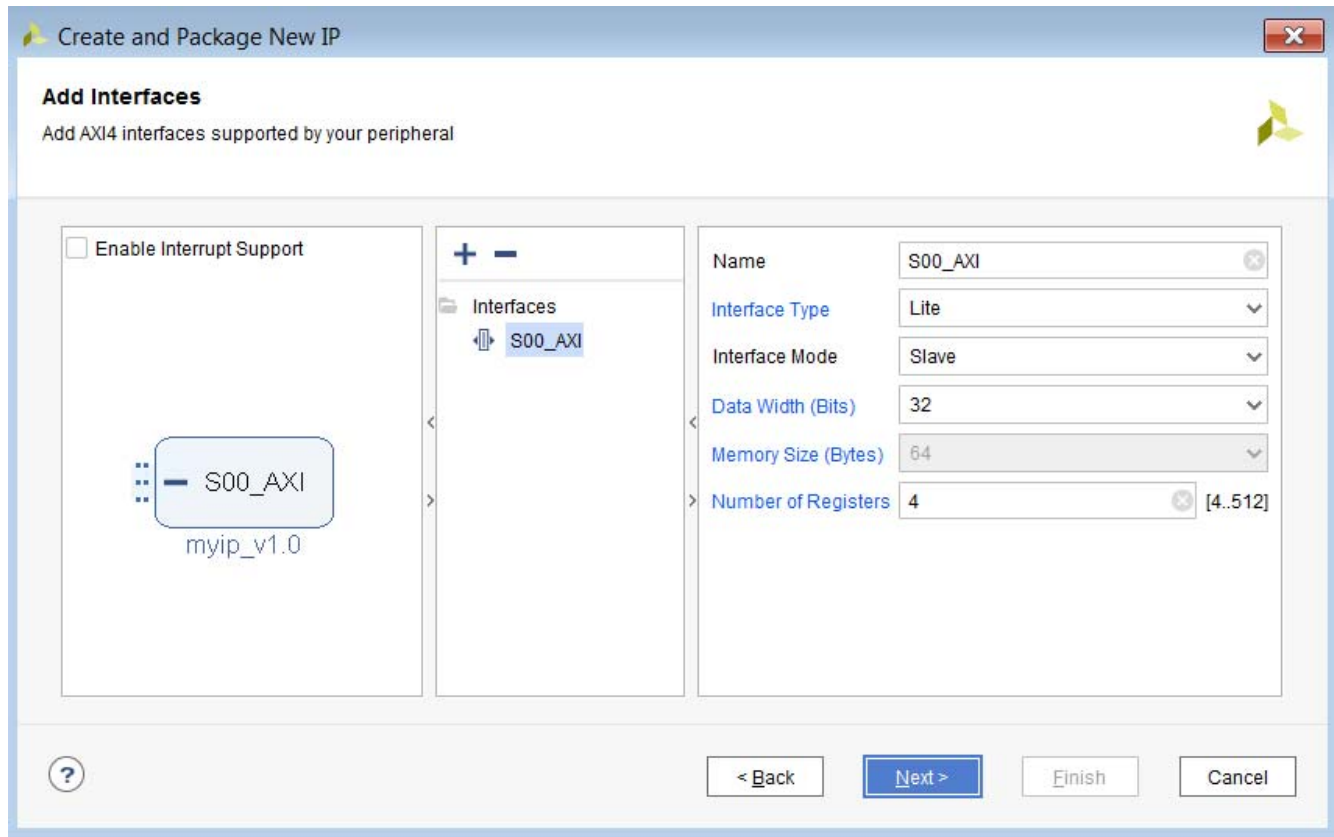 Create and Package New IP
Add Interfaces
Add AXI4 interfaces supported by your peripheral
Enable Interrupt Support
S00_AXI
myip_v1.0
Interfaces
S00_AXI
Name S00_AXI
Interface Type Lite
Interface Mode Slave
Data Width (Bits) 32
Memory Size (Bytes) 64
Number of Registers 4 [4..512]
? < Back Next > Finish Cancel